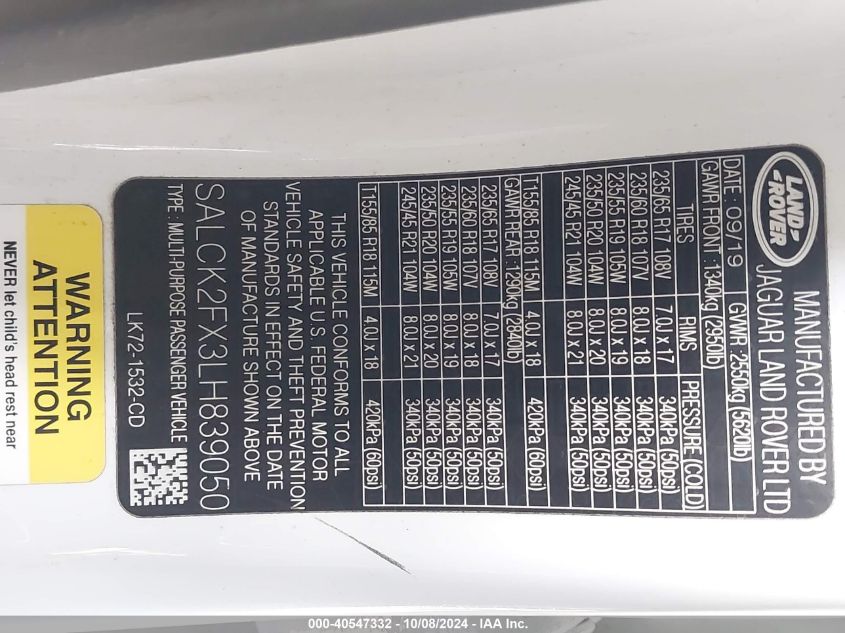 LAND
ROVER
MANUFACTURED BY
JAGUAR LAND ROVER LTD
DATE : 09/19 GVWR : 2550kg (5620lb)
GAWR FRONT : 1340kg (2950lb)
TIRES RIMS PRESSURE (COLD)
235/65 R17 108V 7.0J x 17 340kPa (50psi)
235/60 R18 107V 8.0J x 18 340kPa (50psi)
235/55 R19 105W 8.0J x 19 340kPa (50psi)
235/50 R20 104W 8.0J x 20 340kPa (50psi)
245/45 R21 104W 8.0J x 21 340kPa (50psi)
T155/85 R18 115M 4.0J x 18 420kPa (60psi)
GAWR REAR : 1290kg (2840lb)
235/65 R17 108V 7.0J x 17 340kPa (50psi)
235/60 R18 107V 8.0J x 18 340kPa (50psi)
235/55 R19 105W 8.0J x 19 340kPa (50psi)
235/50 R20 104W 8.0J x 20 340kPa (50psi)
245/45 R21 104W 8.0J x 21 340kPa (50psi)
T155/85 R18 115M 4.0J x 18 420kPa (60psi)
THIS VEHICLE CONFORMS TO ALL
APPLICABLE U.S. FEDERAL MOTOR
VEHICLE SAFETY AND THEFT PREVENTION
STANDARDS IN EFFECT ON THE DATE
OF MANUFACTURE SHOWN ABOVE
SALCK2FX3LH839050
TYPE : MULTI-PURPOSE PASSENGER VEHICLE
LK72-1532-CD
WARNING
ATTENTION
NEVER let child's head rest near
000-40547332 - 10/08/2024 - IAA Inc.